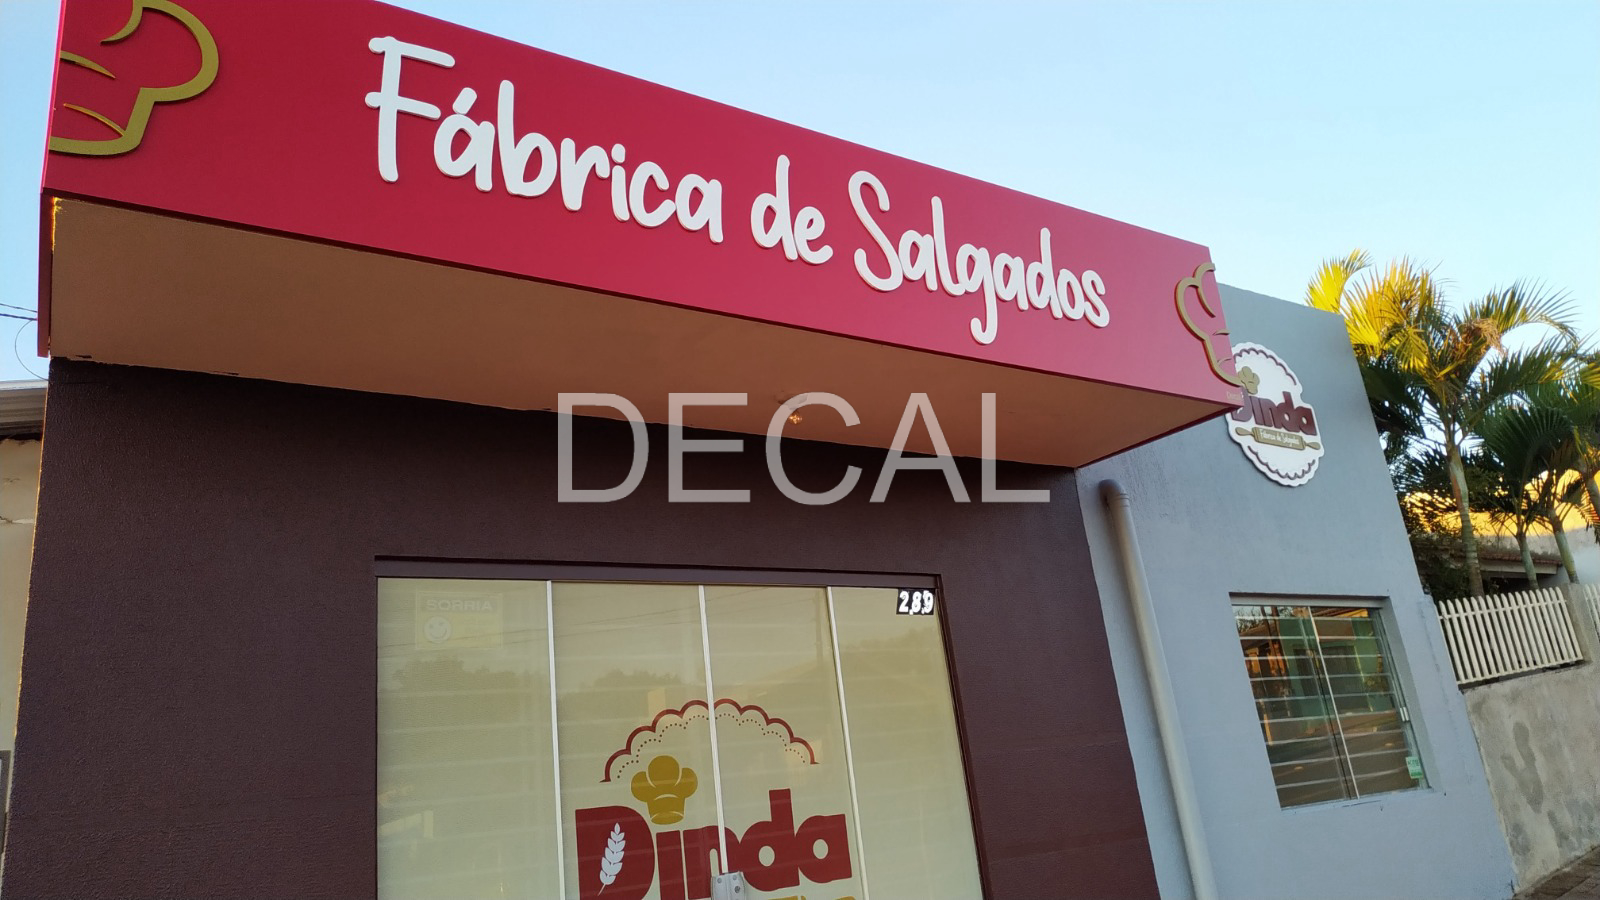 Fábrica de Salgados
Dinda
Fábrica de Salgados
DECAL
SORRIA
289
Dinda